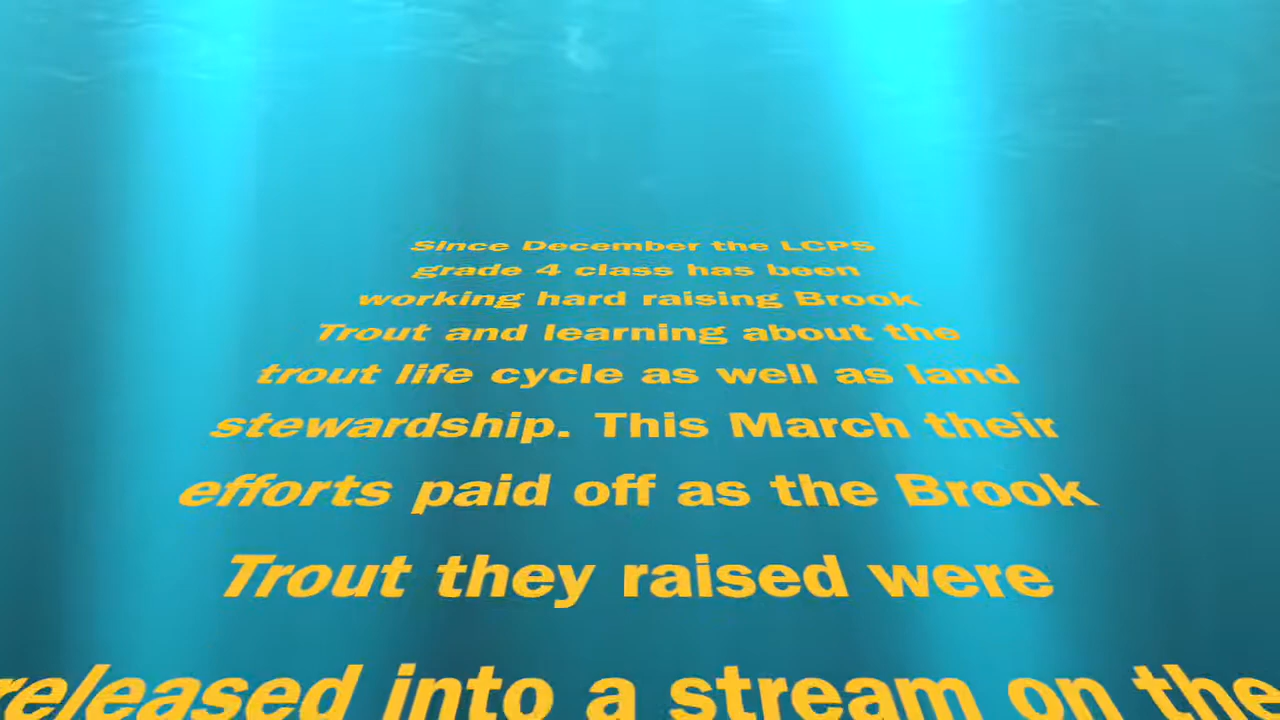 Since December the LCPS
grade 4 class has been
working hard raising Brook
Trout and learning about the
trout life cycle as well as land
stewardship. This March their
efforts paid off as the Brook
Trout they raised were
released into a stream on the